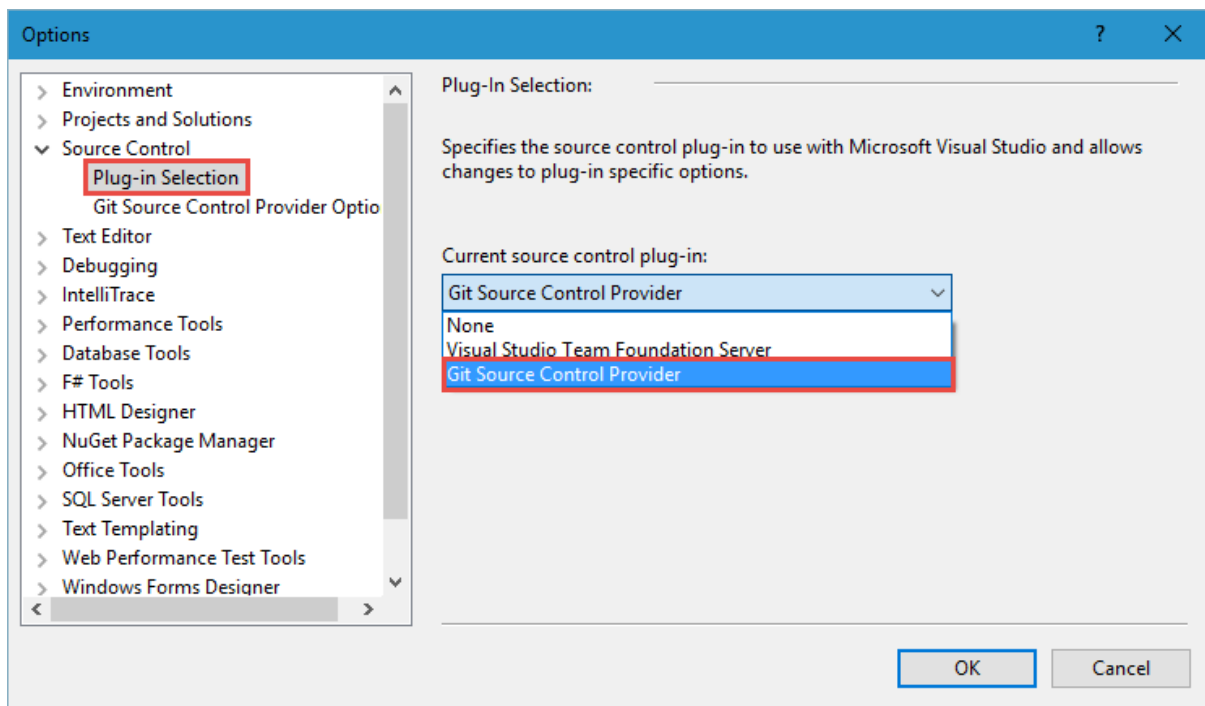 Options
?
Environment
Projects and Solutions
Source Control
Plug-in Selection
Git Source Control Provider Optio
Text Editor
Debugging
IntelliTrace
Performance Tools
Database Tools
F# Tools
HTML Designer
NuGet Package Manager
Office Tools
SQL Server Tools
Text Templating
Web Performance Test Tools
Windows Forms Designer
Plug-In Selection:
Specifies the source control plug-in to use with Microsoft Visual Studio and allows
changes to plug-in specific options.
Current source control plug-in:
Git Source Control Provider
None
Visual Studio Team Foundation Server
Git Source Control Provider
OK
Cancel